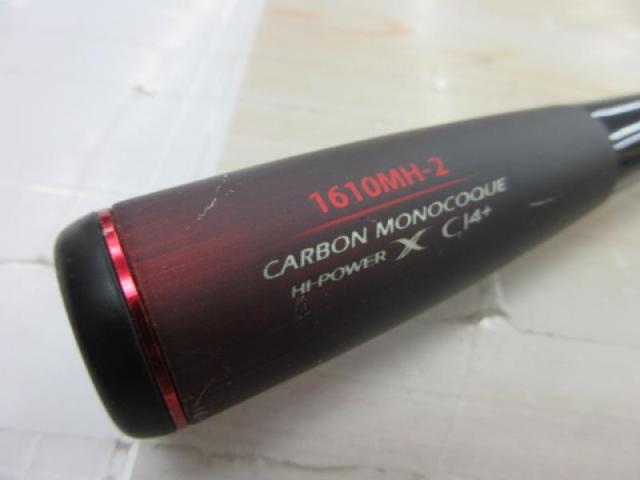 1610MH-2
CARBON MONOCOQUE
HI-POWER X CI4+